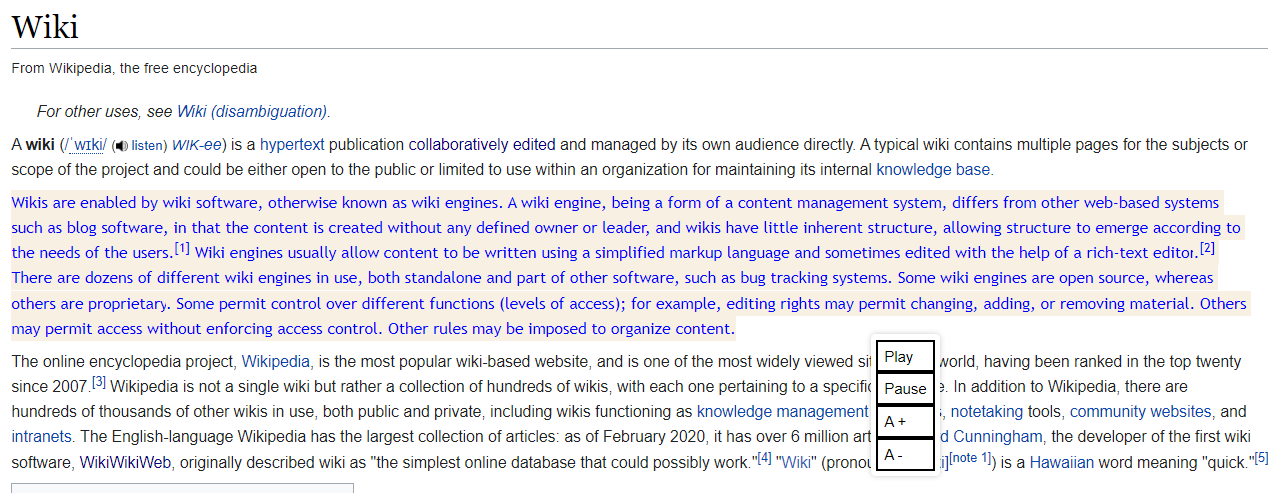 Wiki
From Wikipedia, the free encyclopedia
For other uses, see Wiki (disambiguation).
A wiki (/ˈwɪki/ (listen) WIK-ee) is a hypertext publication collaboratively edited and managed by its own audience directly. A typical wiki contains multiple pages for the subjects or
scope of the project and could be either open to the public or limited to use within an organization for maintaining its internal knowledge base.
Wikis are enabled by wiki software, otherwise known as wiki engines. A wiki engine, being a form of a content management system, differs from other web-based systems
such as blog software, in that the content is created without any defined owner or leader, and wikis have little inherent structure, allowing structure to emerge according to
the needs of the users.[1] Wiki engines usually allow content to be written using a simplified markup language and sometimes edited with the help of a rich-text editor.[2]
There are dozens of different wiki engines in use, both standalone and part of other software, such as bug tracking systems. Some wiki engines are open source, whereas
others are proprietary. Some permit control over different functions (levels of access); for example, editing rights may permit changing, adding, or removing material. Others
may permit access without enforcing access control. Other rules may be imposed to organize content.
The online encyclopedia project, Wikipedia, is the most popular wiki-based website, and is one of the most widely viewed world, having been ranked in the top twenty
since 2007.[3] Wikipedia is not a single wiki but rather a collection of hundreds of wikis, with each one pertaining to a . In addition to Wikipedia, there are
hundreds of thousands of other wikis in use, both public and private, including wikis functioning as knowledge management , notetaking tools, community websites, and
intranets. The English-language Wikipedia has the largest collection of articles: as of February 2020, it has over 6 million Cunningham, the developer of the first wiki
software, WikiWikiWeb, originally described wiki as "the simplest online database that could possibly work."[4] "Wiki" ([note 1]) is a Hawaiian word meaning "quick."[5]
Play
Pause
A +
A -